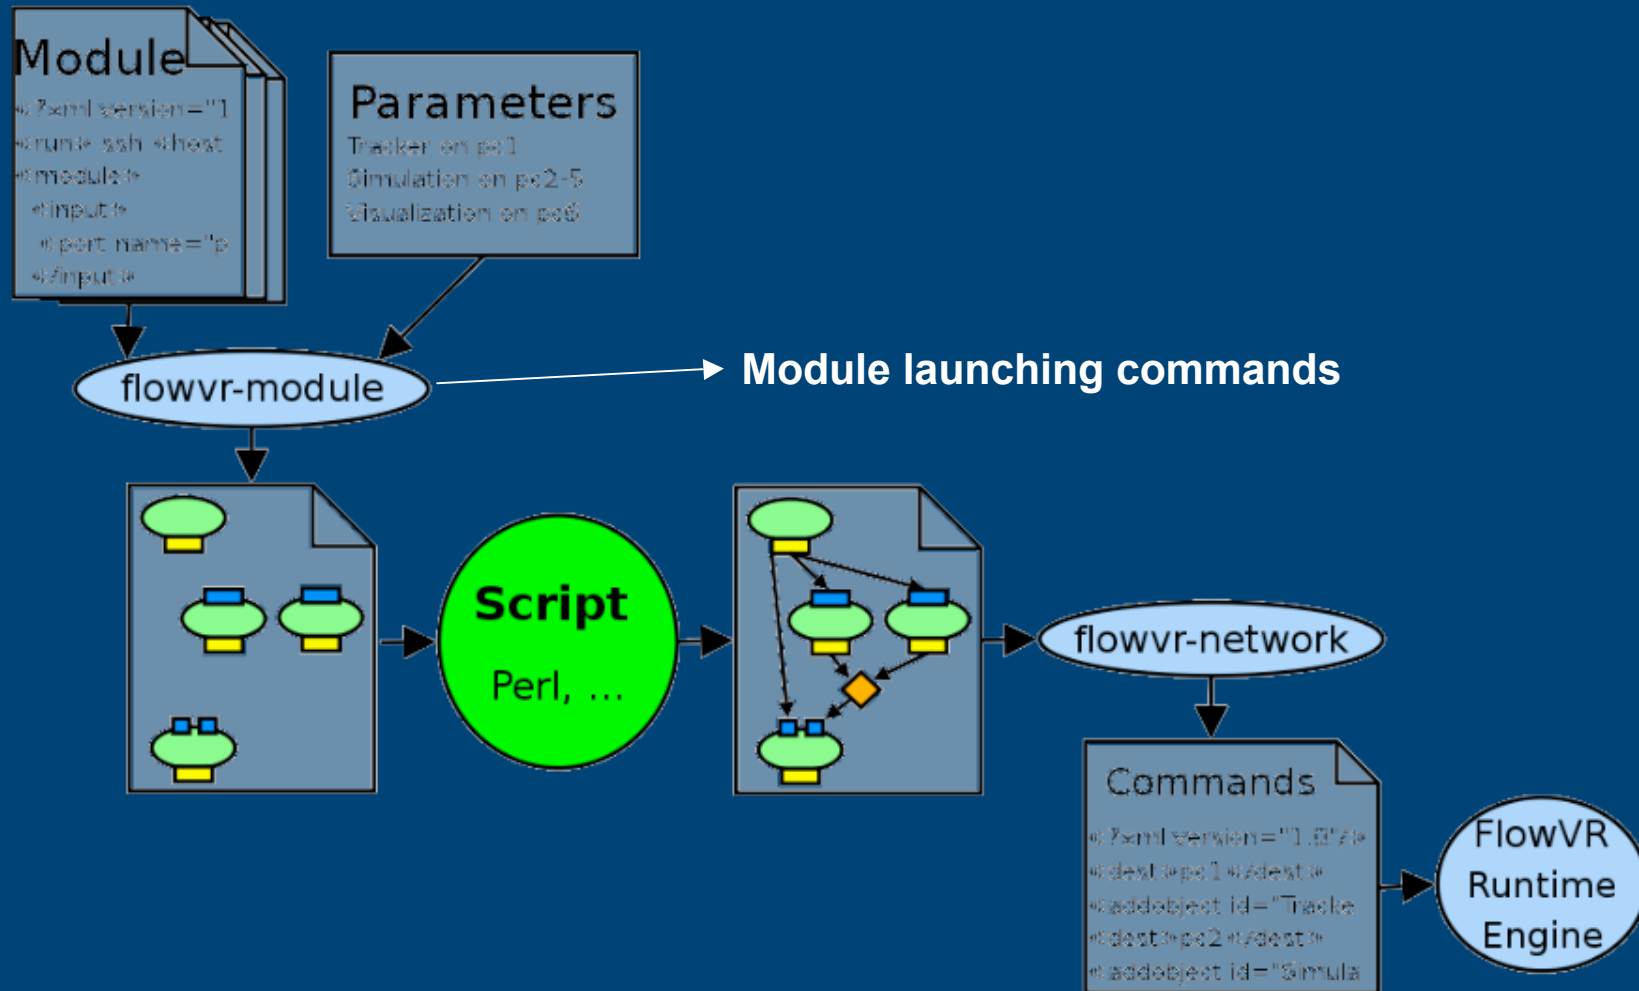 Module
<?xml version="1
<run> ssh <host
<module>
<input>
<port name="p
</input>
Parameters
Tracker on pc1
Simulation on pc2-5
Visualization on pc6
flowvr-module
Module launching commands
Script
Perl, ...
flowvr-network
Commands
<?xml version="1.0"/>
<dest>pc1</dest>
<addobject id="Tracke
<dest>pc2</dest>
<addobject id="Simula
FlowVR
Runtime
Engine